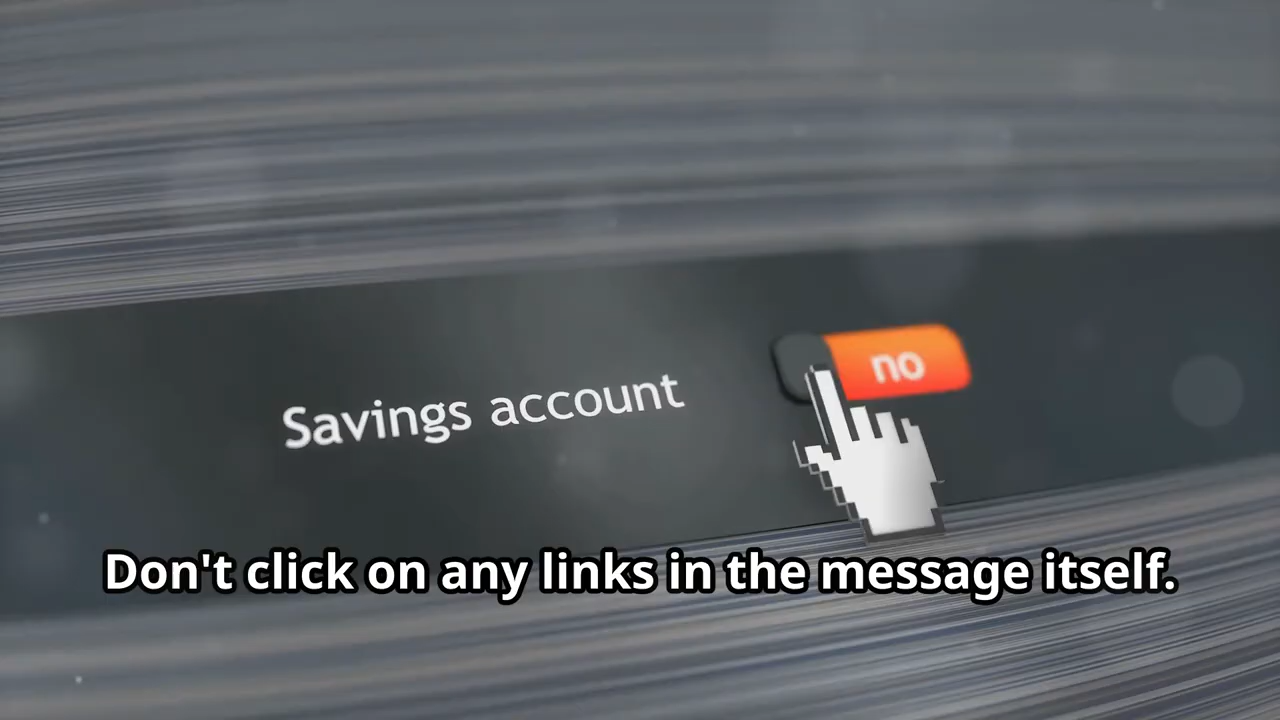 Savings account
no
Don't click on any links in the message itself.